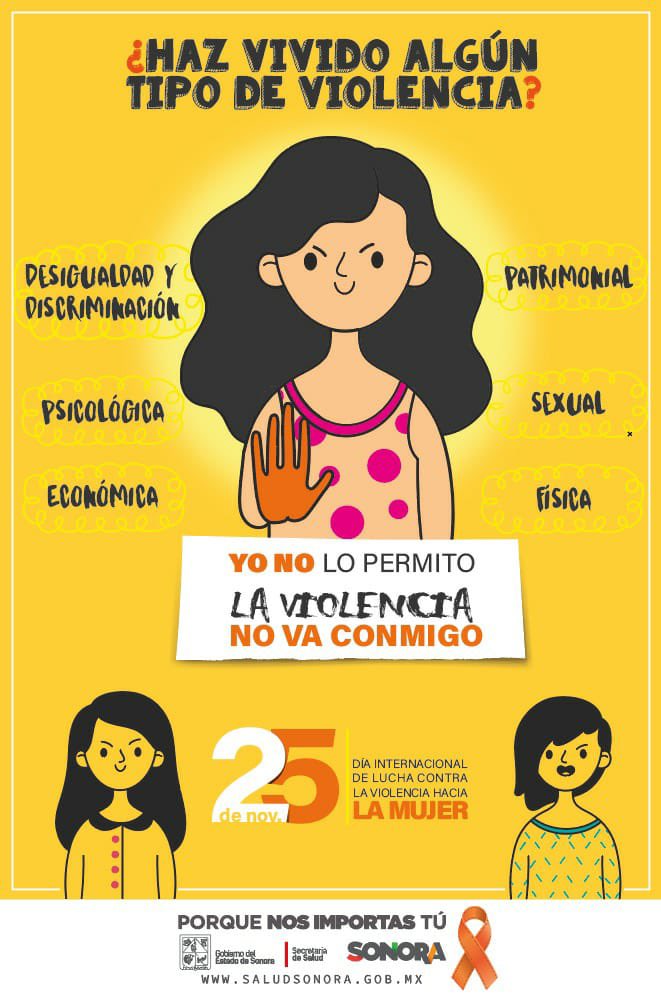 ¿HAZ VIVIDO ALGÚN
TIPO DE VIOLENCIA?
DESIGUALDAD Y
DISCRIMINACIÓN
PSICOLÓGICA
ECONÓMICA
PATRIMONIAL
SEXUAL
FÍSICA
YO NO LO PERMITO
LA VIOLENCIA
NO VA CONMIGO
25
de nov.
DÍA INTERNACIONAL
DE LUCHA CONTRA
LA VIOLENCIA HACIA
LA MUJER
PORQUE NOS IMPORTAS TÚ
Gobierno del
Estado de Sonora
Secretaría
de Salud
SONORA
WWW.SALUDSONORA.GOB.MX